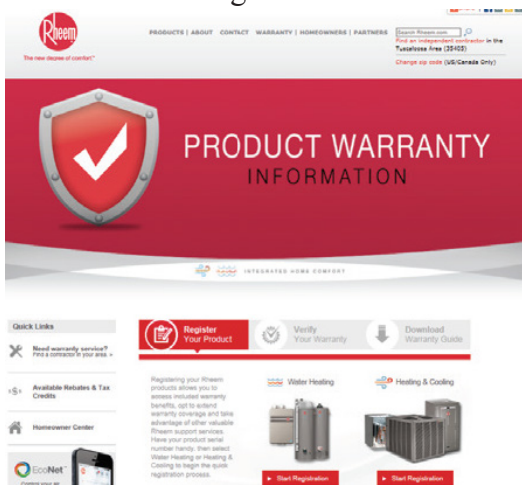 Rheem
The new degree of comfort.™
PRODUCTS | ABOUT CONTACT WARRANTY | HOMEOWNERS | PARTNERS
Search Rheem.com
Find an independent contractor in the
Tuscaloosa Area (35403)
Change zip code (US/Canada Only)
PRODUCT WARRANTY
INFORMATION
INTEGRATED HOME COMFORT
Quick Links
Need warranty service?
Find a contractor in your area. »
Available Rebates & Tax
Credits
Homeowner Center
EcoNet™
Register
Your Product
Verify
Your Warranty
Download
Warranty Guide
Registering your Rheem
products allows you to
access included warranty
benefits, opt to extend
warranty coverage and take
advantage of other valuable
Rheem support services.
Have your product serial
number handy, then select
Water Heating or Heating &
Cooling to begin the quick
registration process.
Water Heating
Start Registration
Heating & Cooling
Start Registration